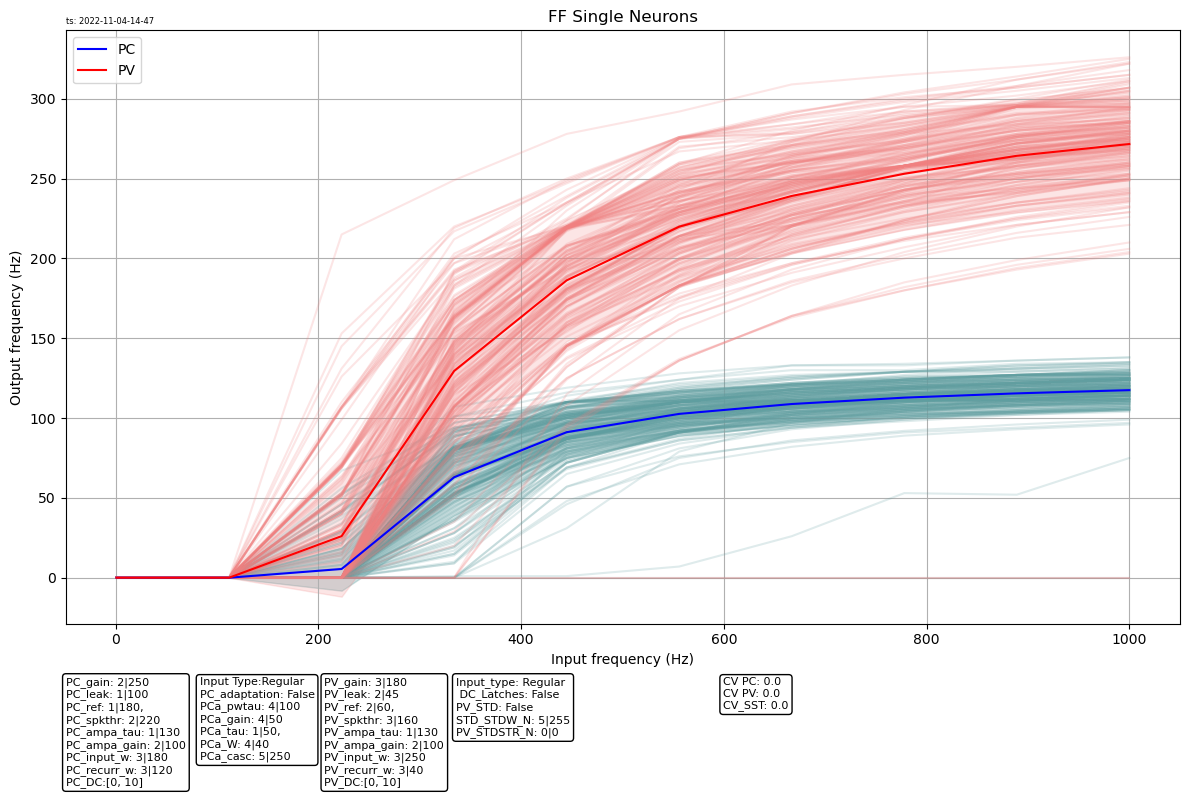 ts: 2022-11-04-14-47
FF Single Neurons
PC
PV
Output frequency (Hz)
300
250
200
150
100
50
0
0 200 400 600 800 1000
Input frequency (Hz)
PC_gain: 2|250
PC_leak: 1|100
PC_ref: 1|180,
PC_spkthr: 2|220
PC_ampa_tau: 1|130
PC_ampa_gain: 2|100
PC_input_w: 3|180
PC_recurr_w: 3|120
PC_DC:[0, 10]
Input Type:Regular
PC_adaptation: False
PCa_pwtau: 4|100
PCa_gain: 4|50
PCa_tau: 1|50,
PCa_W: 4|40
PCa_casc: 5|250
PV_gain: 3|180
PV_leak: 2|45
PV_ref: 2|60,
PV_spkthr: 3|160
PV_ampa_tau: 1|130
PV_ampa_gain: 2|100
PV_input_w: 3|250
PV_recurr_w: 3|40
PV_DC:[0, 10]
Input_type: Regular
DC_Latches: False
PV_STD: False
STD_STDW_N: 5|255
PV_STDSTR_N: 0|0
CV PC: 0.0
CV PV: 0.0
CV_SST: 0.0